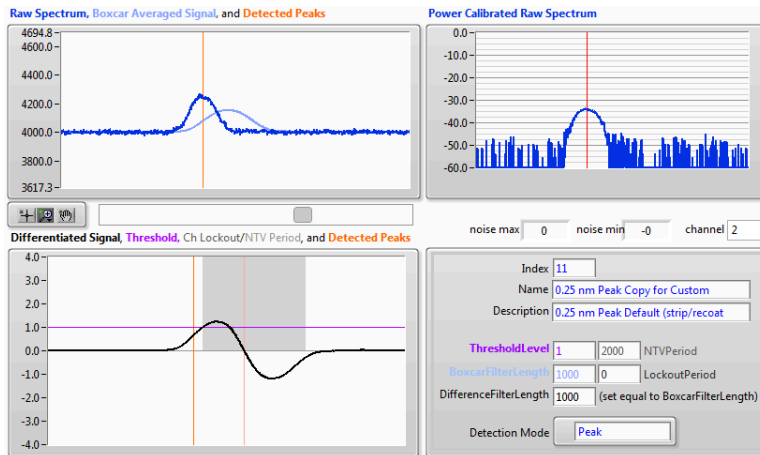 Raw Spectrum, Boxcar Averaged Signal, and Detected Peaks
4694.8
4600.0
4400.0
4200.0
4000.0
3800.0
3617.3
Power Calibrated Raw Spectrum
0.0
-10.0
-20.0
-30.0
-40.0
-50.0
-60.0
noise max 0 noise min -0 channel 2
Differentiated Signal, Threshold, Ch Lockout/NTV Period, and Detected Peaks
4.0
3.0
2.0
1.0
0.0
-1.0
-2.0
-3.0
-4.0
Index 11
Name 0.25 nm Peak Copy for Custom
Description 0.25 nm Peak Default (strip/recoat
ThresholdLevel 1 2000 NTVPeriod
BoxcarFilterLength 1000 0 LockoutPeriod
DifferenceFilterLength 1000 (set equal to BoxcarFilterLength)
Detection Mode Peak